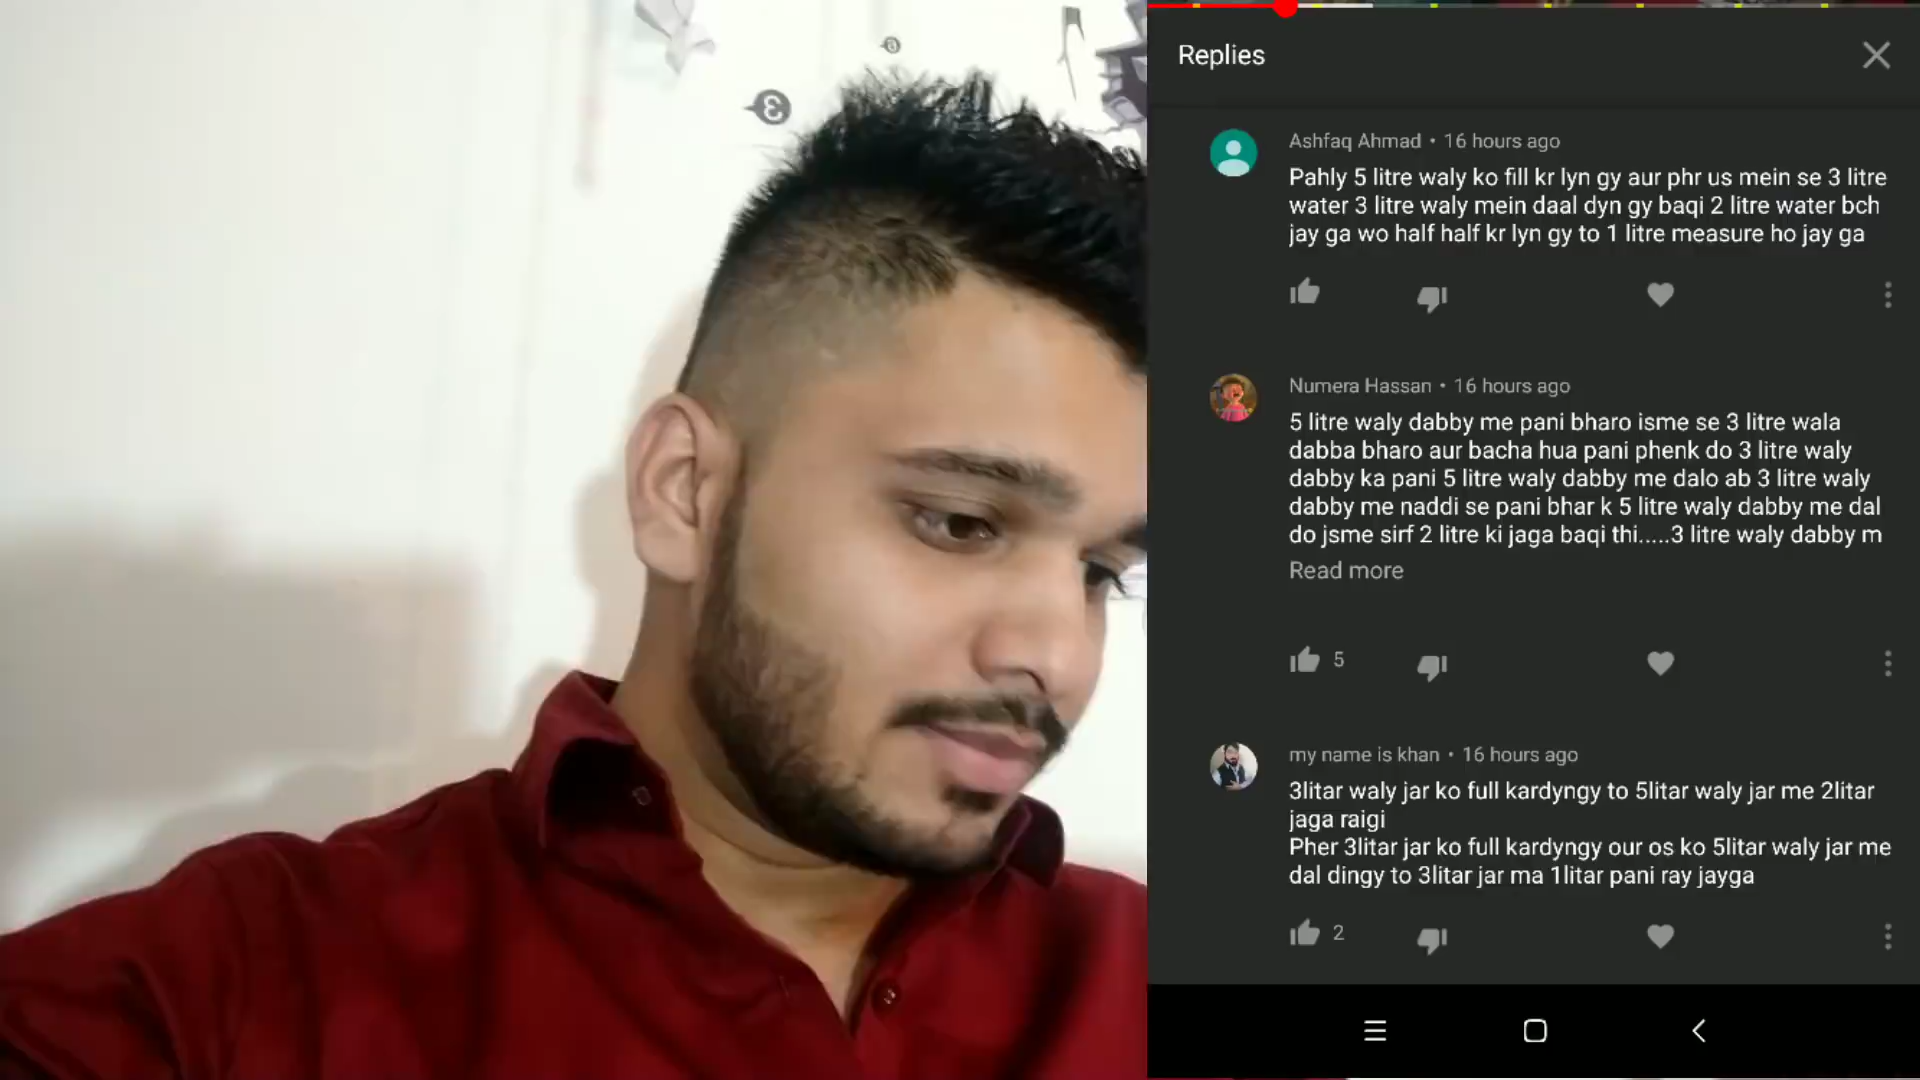 Replies
Ashfaq Ahmad • 16 hours ago
Pahly 5 litre waly ko fill kr lyn gy aur phr us mein se 3 litre
water 3 litre waly mein daal dyn gy baqi 2 litre water bch
jay ga wo half half kr lyn gy to 1 litre measure ho jay ga
Numera Hassan • 16 hours ago
5 litre waly dabby me pani bharo isme se 3 litre wala
dabba bharo aur bacha hua pani phenk do 3 litre waly
dabby ka pani 5 litre waly dabby me dalo ab 3 litre waly
dabby me naddi se pani bhar k 5 litre waly dabby me dal
do jsme sirf 2 litre ki jaga baqi thi.....3 litre waly dabby m
Read more
5
my name is khan • 16 hours ago
3litar waly jar ko full kardyngy to 5litar waly jar me 2litar
jaga raigi
Pher 3litar jar ko full kardyngy our os ko 5litar waly jar me
dal dingy to 3litar jar ma 1litar pani ray jayga
2